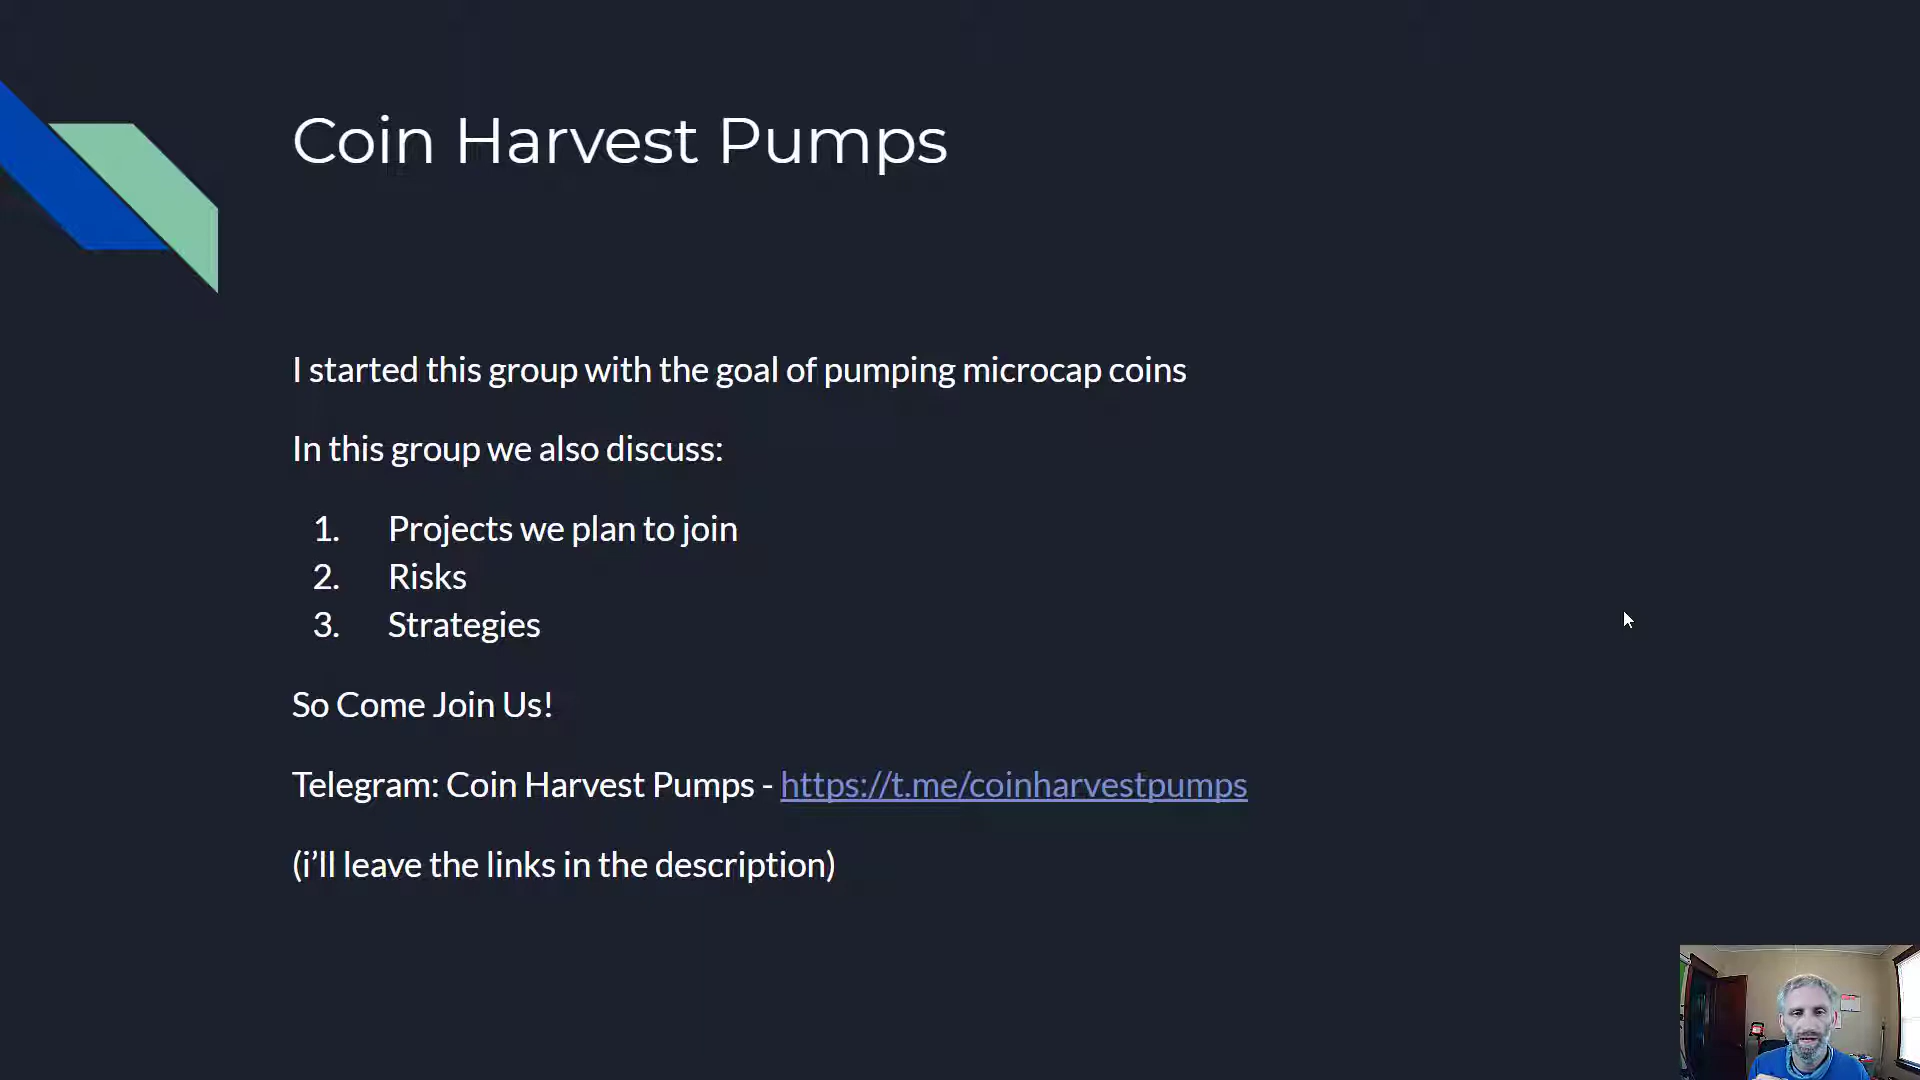 Coin Harvest Pumps
I started this group with the goal of pumping microcap coins
In this group we also discuss:
1. Projects we plan to join
2. Risks
3. Strategies
So Come Join Us!
Telegram: Coin Harvest Pumps - https://t.me/coinharvestpumps
(i’ll leave the links in the description)